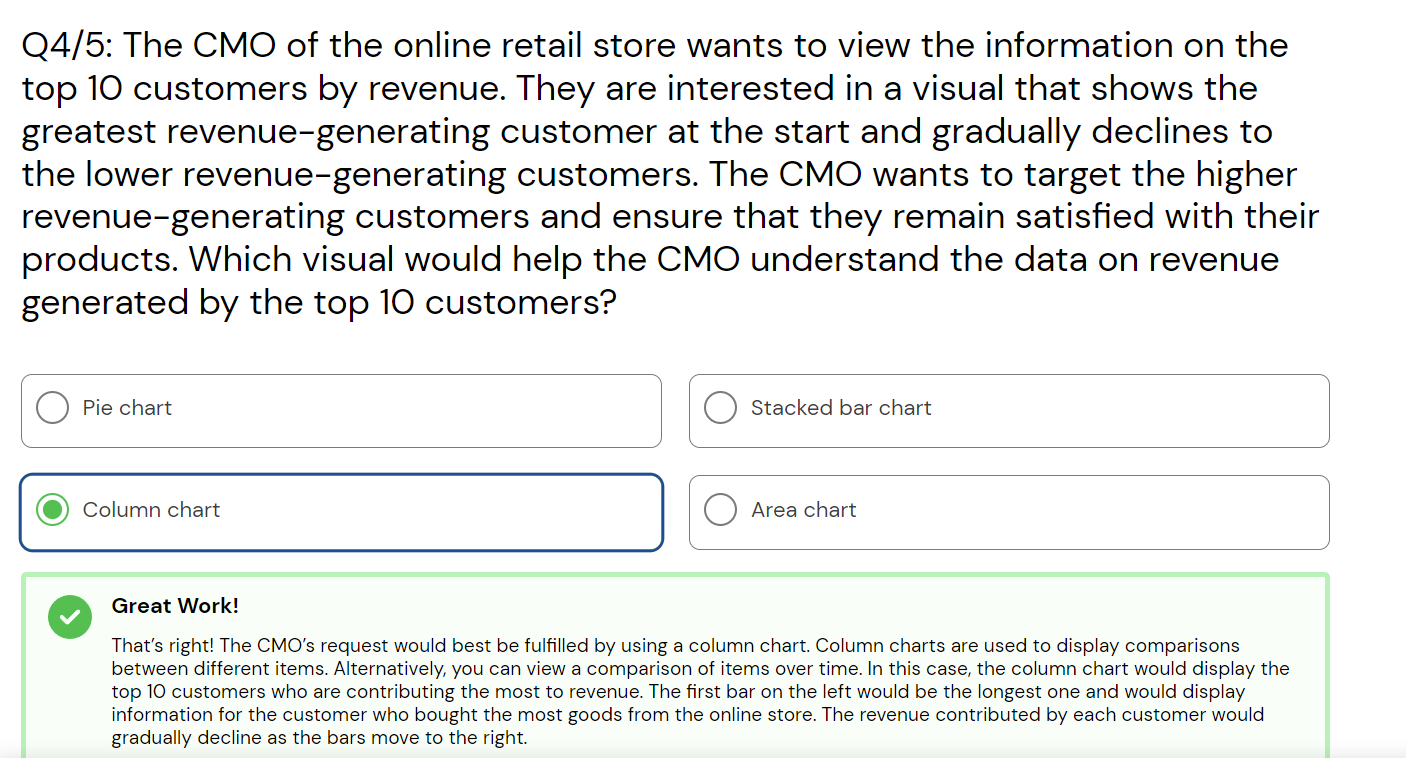 Q4/5: The CMO of the online retail store wants to view the information on the
top 10 customers by revenue. They are interested in a visual that shows the
greatest revenue-generating customer at the start and gradually declines to
the lower revenue-generating customers. The CMO wants to target the higher
revenue-generating customers and ensure that they remain satisfied with their
products. Which visual would help the CMO understand the data on revenue
generated by the top 10 customers?
Pie chart
Stacked bar chart
Column chart
Area chart
Great Work!
That's right! The CMO's request would best be fulfilled by using a column chart. Column charts are used to display comparisons
between different items. Alternatively, you can view a comparison of items over time. In this case, the column chart would display the
top 10 customers who are contributing the most to revenue. The first bar on the left would be the longest one and would display
information for the customer who bought the most goods from the online store. The revenue contributed by each customer would
gradually decline as the bars move to the right.